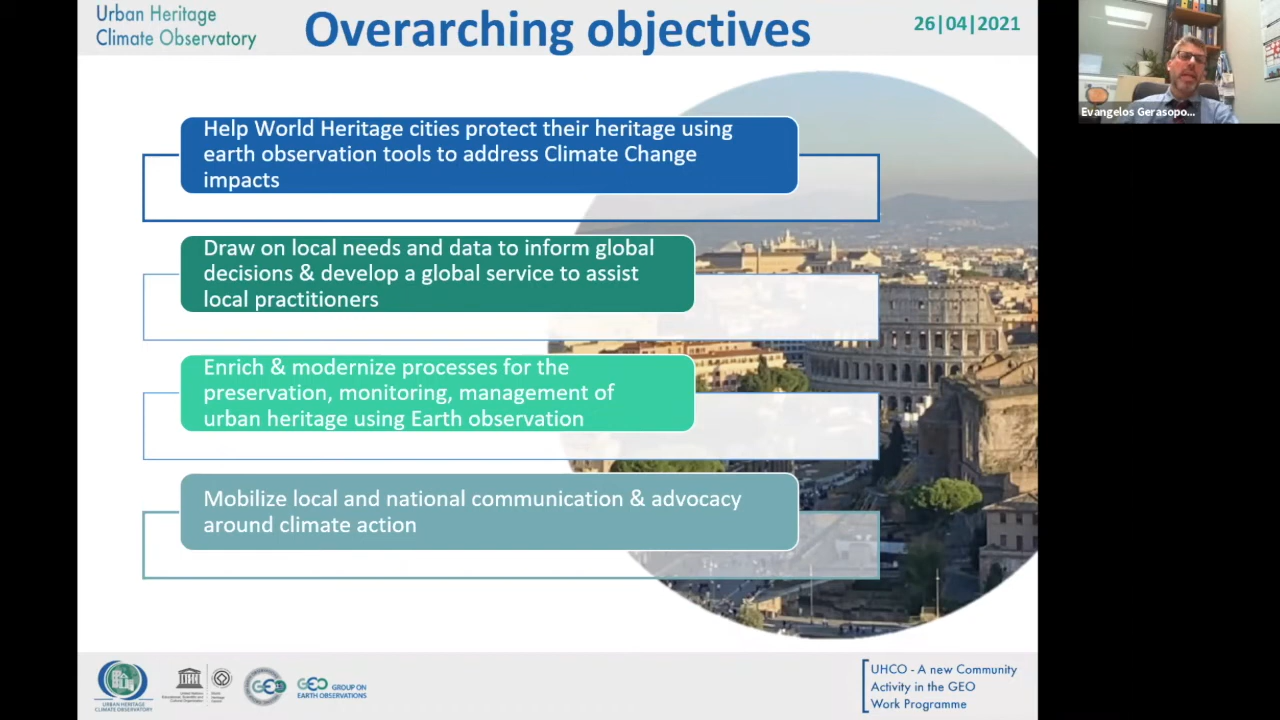 Urban Heritage
Climate Observatory
Overarching objectives
26|04|2021
Evangelos Gerasopo...
Help World Heritage cities protect their heritage using
earth observation tools to address Climate Change
impacts
Draw on local needs and data to inform global
decisions & develop a global service to assist
local practitioners
Enrich & modernize processes for the
preservation, monitoring, management of
urban heritage using Earth observation
Mobilize local and national communication & advocacy
around climate action
URBAN HERITAGE
CLIMATE OBSERVATORY
GEO GROUP ON
EARTH OBSERVATIONS
UHCO - A new Community
Activity in the GEO
Work Programme